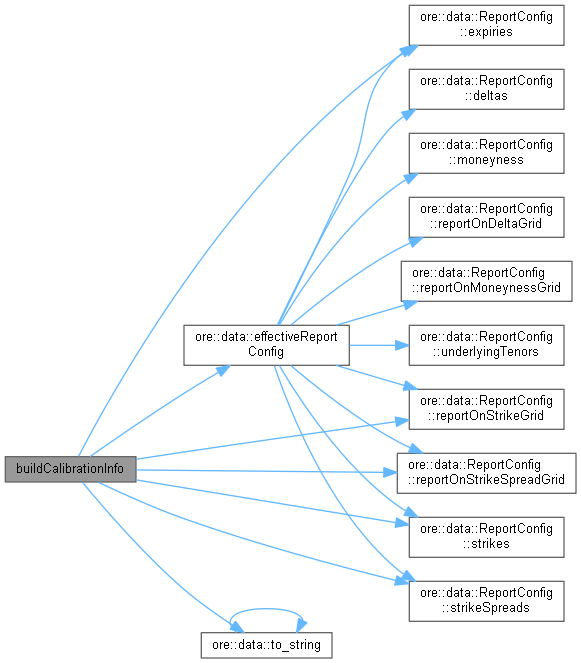 ore::data::ReportConfig
::expiries
ore::data::ReportConfig
::deltas
ore::data::ReportConfig
::moneyness
ore::data::ReportConfig
::reportOnDeltaGrid
ore::data::ReportConfig
::reportOnMoneynessGrid
ore::data::effectiveReport
Config
ore::data::ReportConfig
::underlyingTenors
ore::data::ReportConfig
::reportOnStrikeGrid
buildCalibrationInfo
ore::data::ReportConfig
::reportOnStrikeSpreadGrid
ore::data::ReportConfig
::strikes
ore::data::ReportConfig
::strikeSpreads
ore::data::to_string